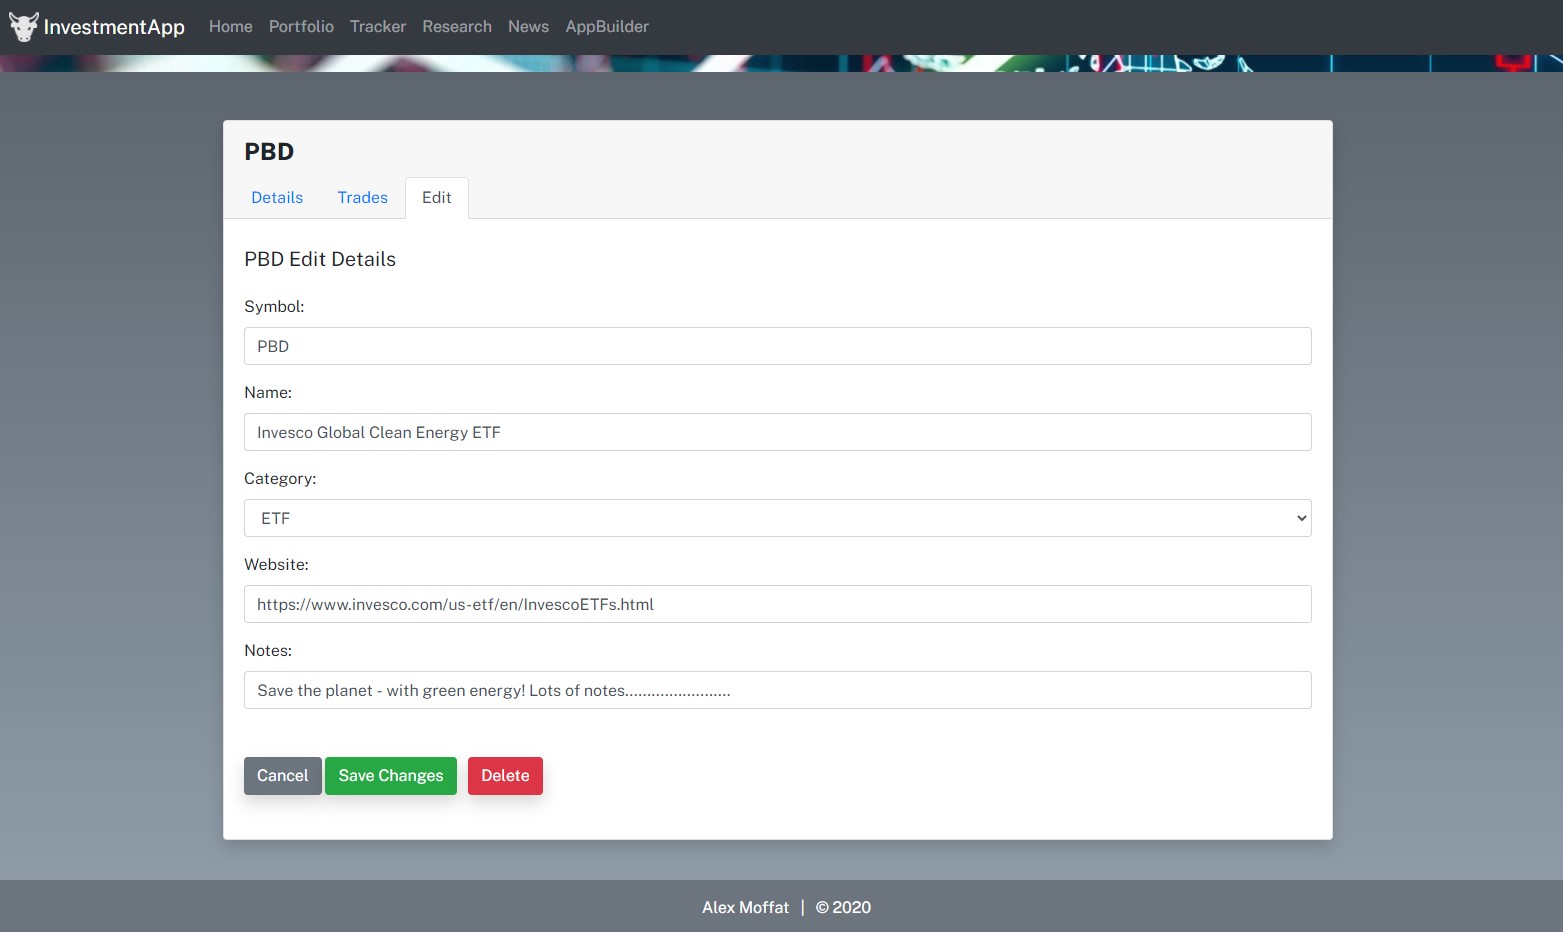 InvestmentApp Home Portfolio Tracker Research News AppBuilder
PBD
Details Trades Edit
PBD Edit Details
Symbol:
PBD
Name:
Invesco Global Clean Energy ETF
Category:
ETF
Website:
https://www.invesco.com/us-etf/en/InvescoETFs.html
Notes:
Save the planet - with green energy! Lots of notes........................
Cancel Save Changes Delete
Alex Moffat | © 2020